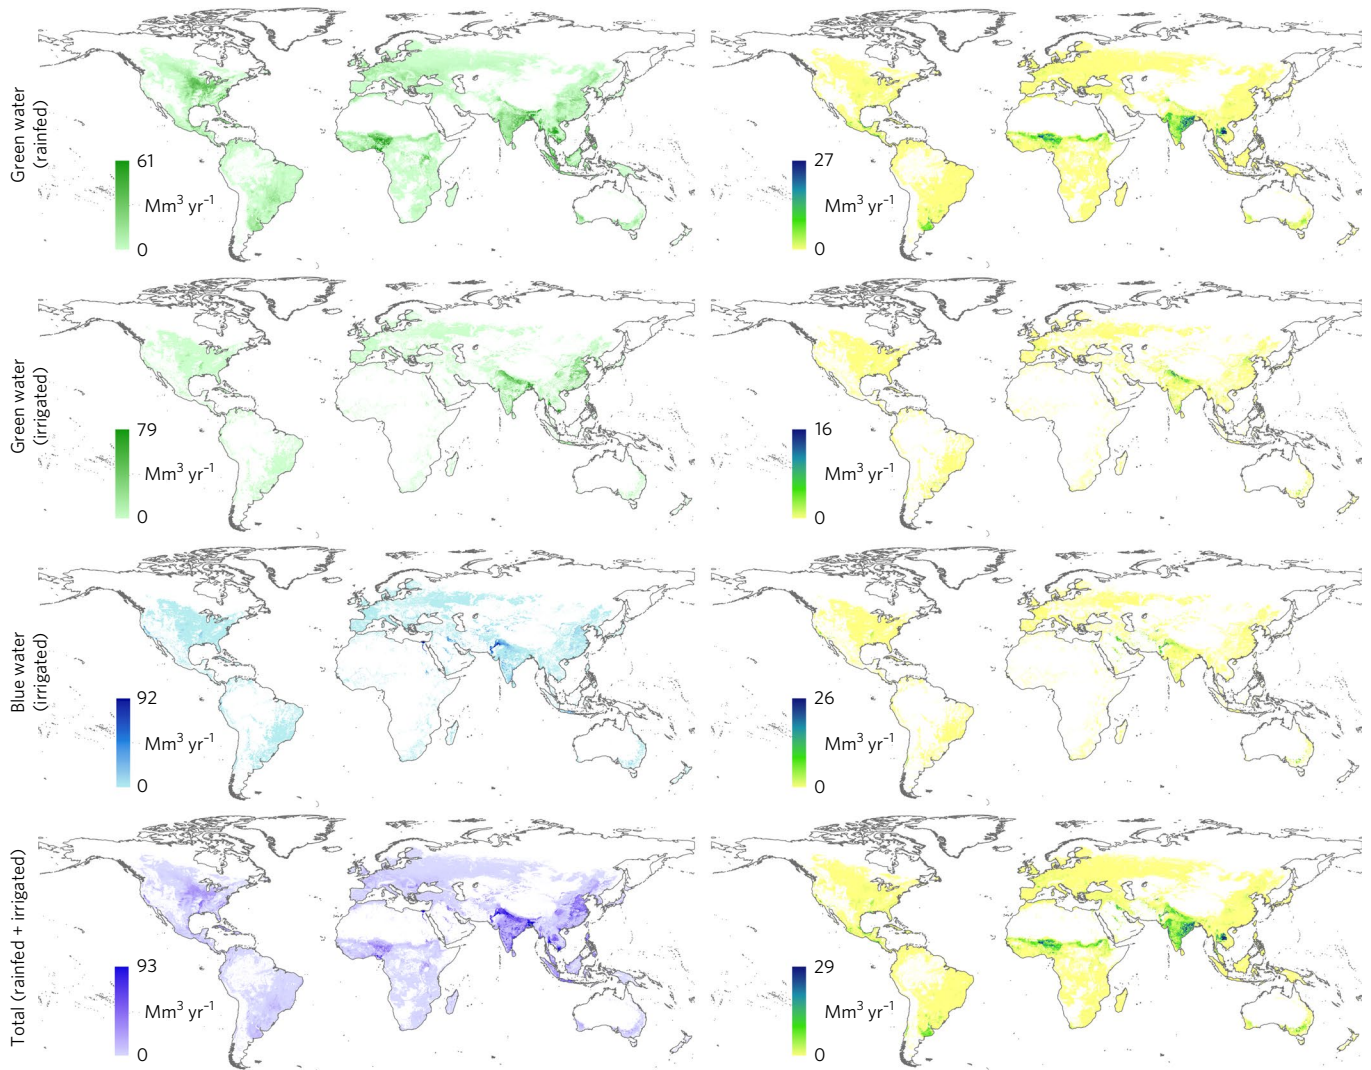 Green water
(rainfed)
61
Mm³ yr⁻¹
0
27
Mm³ yr⁻¹
0
Green water
(irrigated)
79
Mm³ yr⁻¹
0
16
Mm³ yr⁻¹
0
Blue water
(irrigated)
92
Mm³ yr⁻¹
0
26
Mm³ yr⁻¹
0
Total (rainfed + irrigated)
93
Mm³ yr⁻¹
0
29
Mm³ yr⁻¹
0